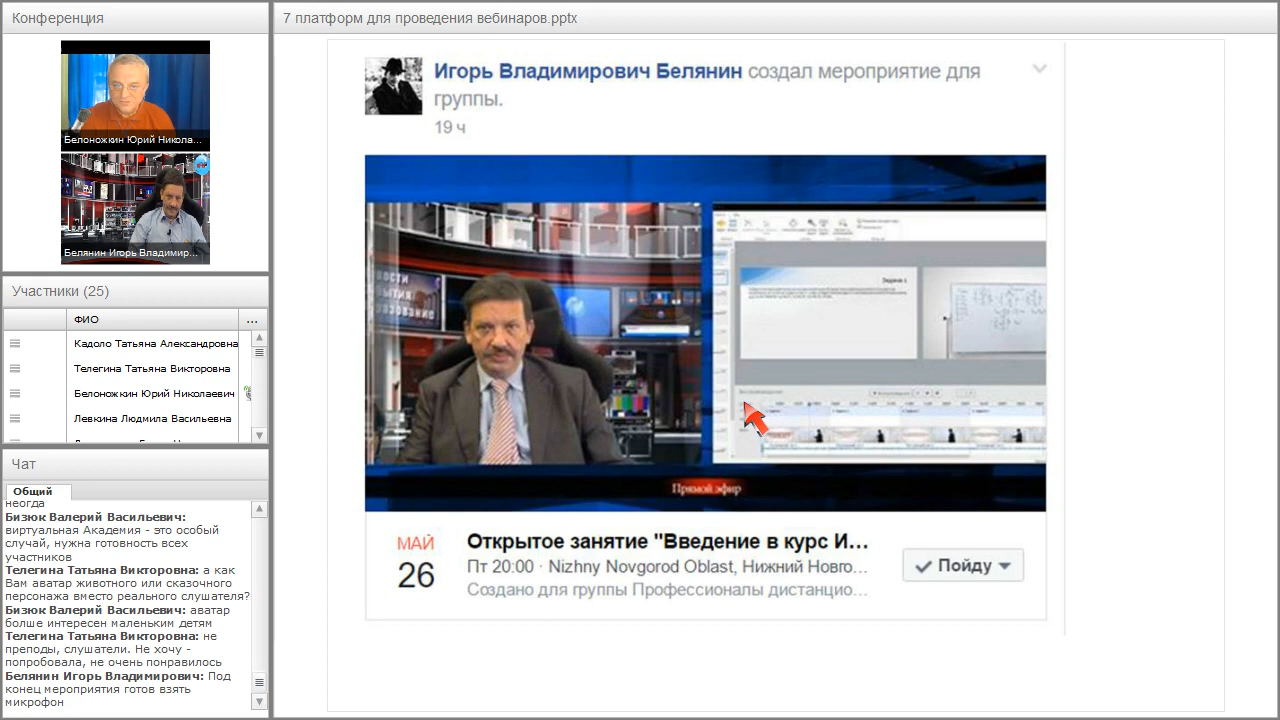 Конференция
Белоножкин Юрий Никола...
Белянин Игорь Владимир...
Участники (25)
ФИО
...
Кадоло Татьяна Александровна
Телегина Татьяна Викторовна
Белоножкин Юрий Николаевич
Левкина Людмила Васильевна
Чат
Общий
неогда
Бизюк Валерий Васильевич:
виртуальная Академия - это особый
случай, нужна готовность всех
участников
Телегина Татьяна Викторовна: а как
Вам аватар животного или сказочного
персонажа вместо реального слушателя?
Бизюк Валерий Васильевич: аватар
болше интересен маленьким детям
Телегина Татьяна Викторовна: не
преподы, слушатели. Не хочу -
попробовала, не очень понравилось
Белянин Игорь Владимирович: Под
конец мероприятия готов взять
микрофон
7 платформ для проведения вебинаров.pptx
Игорь Владимирович Белянин создал мероприятие для
группы.
19 ч
Задача 1
Прямой эфир
МАЙ
26
Открытое занятие "Введение в курс И...
Пт 20:00 · Nizhny Novgorod Oblast, Нижний Новго...
Создано для группы Профессионалы дистанцио...
Пойду